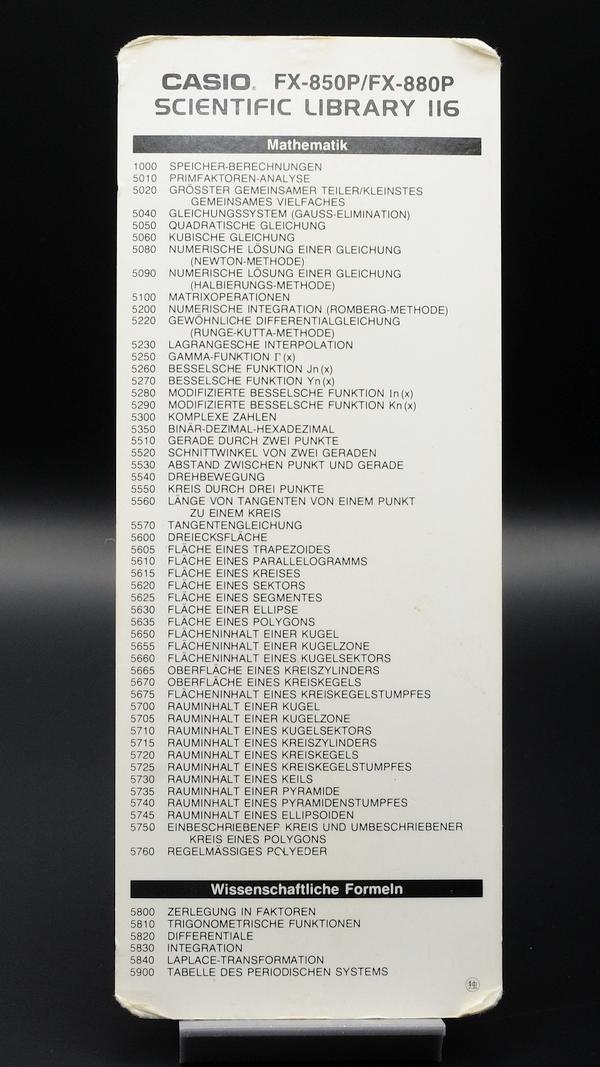 CASIO. FX-850P/FX-880P
SCIENTIFIC LIBRARY 116
Mathematik
1000 SPEICHER-BERECHNUNGEN
5010 PRIMFAKTOREN-ANALYSE
5020 GRÖSSTER GEMEINSAMER TEILER/KLEINSTES
GEMEINSAMES VIELFACHES
5040 GLEICHUNGSSYSTEM (GAUSS-ELIMINATION)
5050 QUADRATISCHE GLEICHUNG
5060 KUBISCHE GLEICHUNG
5080 NUMERISCHE LÖSUNG EINER GLEICHUNG
(NEWTON-METHODE)
5090 NUMERISCHE LÖSUNG EINER GLEICHUNG
(HALBIERUNGS-METHODE)
5100 MATRIXOPERATIONEN
5200 NUMERISCHE INTEGRATION (ROMBERG-METHODE)
5220 GEWÖHNLICHE DIFFERENTIALGLEICHUNG
(RUNGE-KUTTA-METHODE)
5230 LAGRANGESCHE INTERPOLATION
5250 GAMMA-FUNKTION Γ(x)
5260 BESSELSCHE FUNKTION Jn(x)
5270 BESSELSCHE FUNKTION Yn(x)
5280 MODIFIZIERTE BESSELSCHE FUNKTION In(x)
5290 MODIFIZIERTE BESSELSCHE FUNKTION Kn(x)
5300 KOMPLEXE ZAHLEN
5350 BINÄR-DEZIMAL-HEXADEZIMAL
5510 GERADE DURCH ZWEI PUNKTE
5520 SCHNITTWINKEL VON ZWEI GERADEN
5530 ABSTAND ZWISCHEN PUNKT UND GERADE
5540 DREHBEWEGUNG
5550 KREIS DURCH DREI PUNKTE
5560 LÄNGE VON TANGENTEN VON EINEM PUNKT
ZU EINEM KREIS
5570 TANGENTENGLEICHUNG
5600 DREIECKSFLÄCHE
5605 FLÄCHE EINES TRAPEZOIDES
5610 FLÄCHE EINES PARALLELOGRAMMS
5615 FLÄCHE EINES KREISES
5620 FLÄCHE EINES SEKTORS
5625 FLÄCHE EINES SEGMENTES
5630 FLÄCHE EINER ELLIPSE
5635 FLÄCHE EINES POLYGONS
5650 FLÄCHENINHALT EINER KUGEL
5655 FLÄCHENINHALT EINER KUGELZONE
5660 FLÄCHENINHALT EINES KUGELSEKTORS
5665 OBERFLÄCHE EINES KREISZYLINDERS
5670 OBERFLÄCHE EINES KREISKEGELS
5675 FLÄCHENINHALT EINES KREISKEGELSTUMPFES
5700 RAUMINHALT EINER KUGEL
5705 RAUMINHALT EINER KUGELZONE
5710 RAUMINHALT EINES KUGELSEKTORS
5715 RAUMINHALT EINES KREISZYLINDERS
5720 RAUMINHALT EINES KREISKEGELS
5725 RAUMINHALT EINES KREISKEGELSTUMPFES
5730 RAUMINHALT EINES KEILS
5735 RAUMINHALT EINER PYRAMIDE
5740 RAUMINHALT EINES PYRAMIDENSTUMPFES
5745 RAUMINHALT EINES ELLIPSOIDEN
5750 EINBESCHRIEBENER KREIS UND UMBESCHRIEBENER
KREIS EINES POLYGONS
5760 REGELMÄSSIGES POLYEDER
Wissenschaftliche Formeln
5800 ZERLEGUNG IN FAKTOREN
5810 TRIGONOMETRISCHE FUNKTIONEN
5820 DIFFERENTIALE
5830 INTEGRATION
5840 LAPLACE-TRANSFORMATION
5900 TABELLE DES PERIODISCHEN SYSTEMS
独